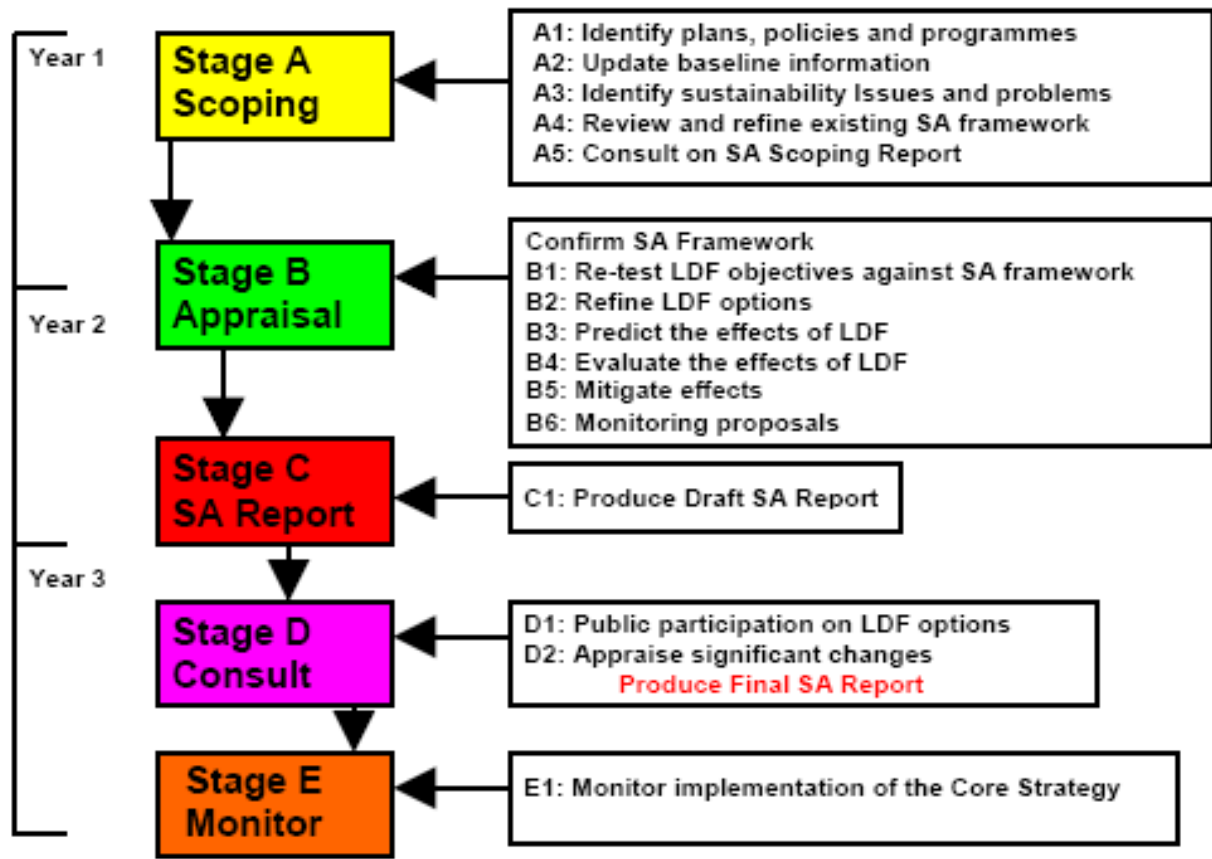 Year 1
Stage A
Scoping
A1: Identify plans, policies and programmes
A2: Update baseline information
A3: Identify sustainability Issues and problems
A4: Review and refine existing SA framework
A5: Consult on SA Scoping Report
Stage B
Appraisal
Confirm SA Framework
B1: Re-test LDF objectives against SA framework
B2: Refine LDF options
B3: Predict the effects of LDF
B4: Evaluate the effects of LDF
B5: Mitigate effects
B6: Monitoring proposals
Year 2
Stage C
SA Report
C1: Produce Draft SA Report
Year 3
Stage D
Consult
D1: Public participation on LDF options
D2: Appraise significant changes
Produce Final SA Report
Stage E
Monitor
E1: Monitor implementation of the Core Strategy